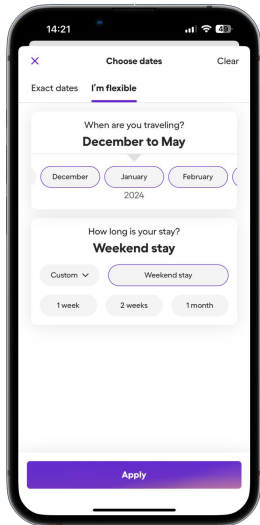 14:21
49
Choose dates
Clear
Exact dates
I'm flexible
When are you traveling?
December to May
December
January
February
2024
How long is your stay?
Weekend stay
Custom
Weekend stay
1 week
2 weeks
1 month
Apply